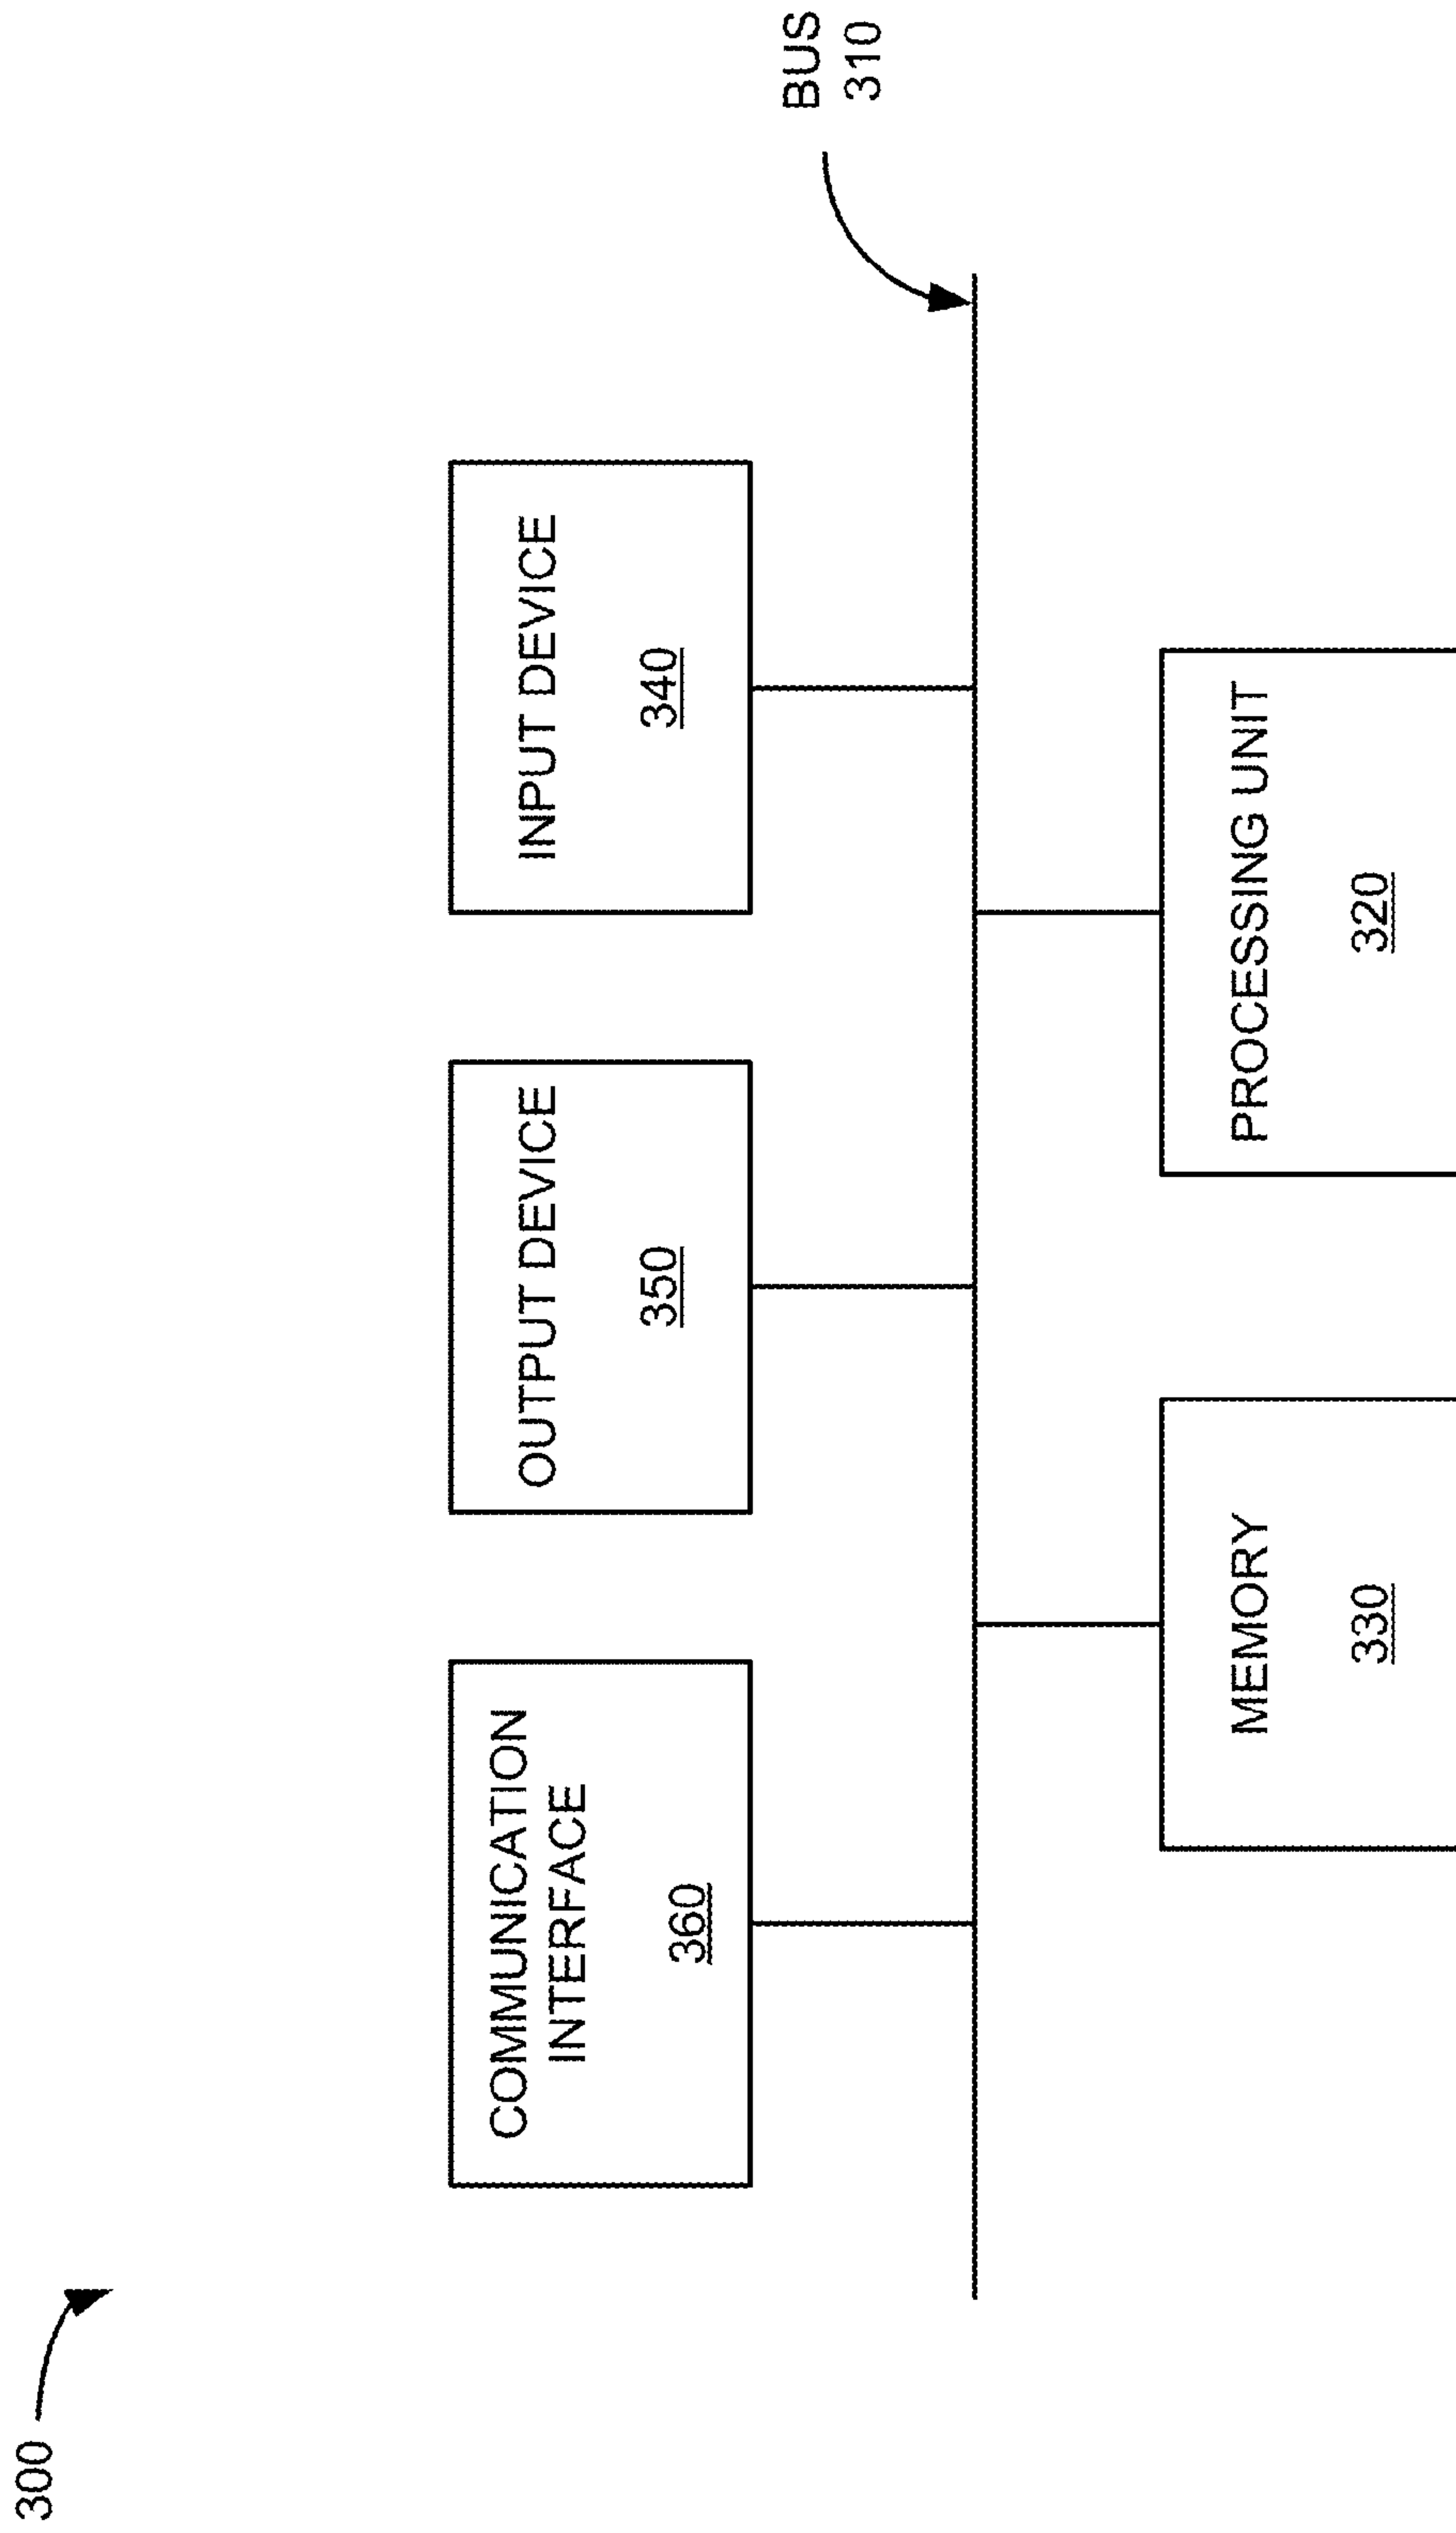 300
COMMUNICATION
INTERFACE
360
OUTPUT DEVICE
350
INPUT DEVICE
340
BUS
310
MEMORY
330
PROCESSING UNIT
320